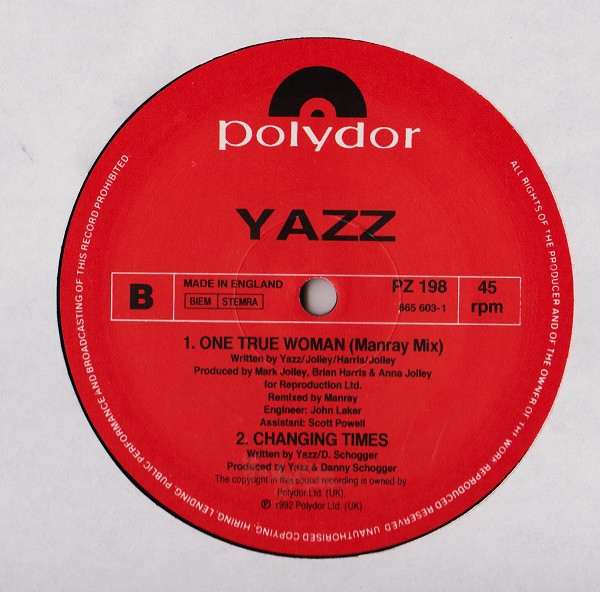 polydor
YAZZ
B
MADE IN ENGLAND
BIEM STEMRA
PZ 198
865 603-1
45
rpm
1. ONE TRUE WOMAN (Manray Mix)
Written by Yazz/Jolley/Harris/Jolley
Produced by Mark Jolley, Brian Harris & Anna Jolley
for Reproduction Ltd.
Remixed by Manray
Engineer: John Laker
Assistant: Scott Powell
2. CHANGING TIMES
Written by Yazz/D. Schogger
Produced by Yazz & Danny Schogger
The copyright in this sound recording is owned by
Polydor Ltd. (UK).
℗ 1992 Polydor Ltd. (UK)
ALL RIGHTS OF THE PRODUCER AND OF THE OWNER OF THE WORK REPRODUCED RESERVED. UNAUTHORISED COPYING, HIRING, LENDING, PUBLIC PERFORMANCE AND BROADCASTING OF THIS RECORD PROHIBITED.